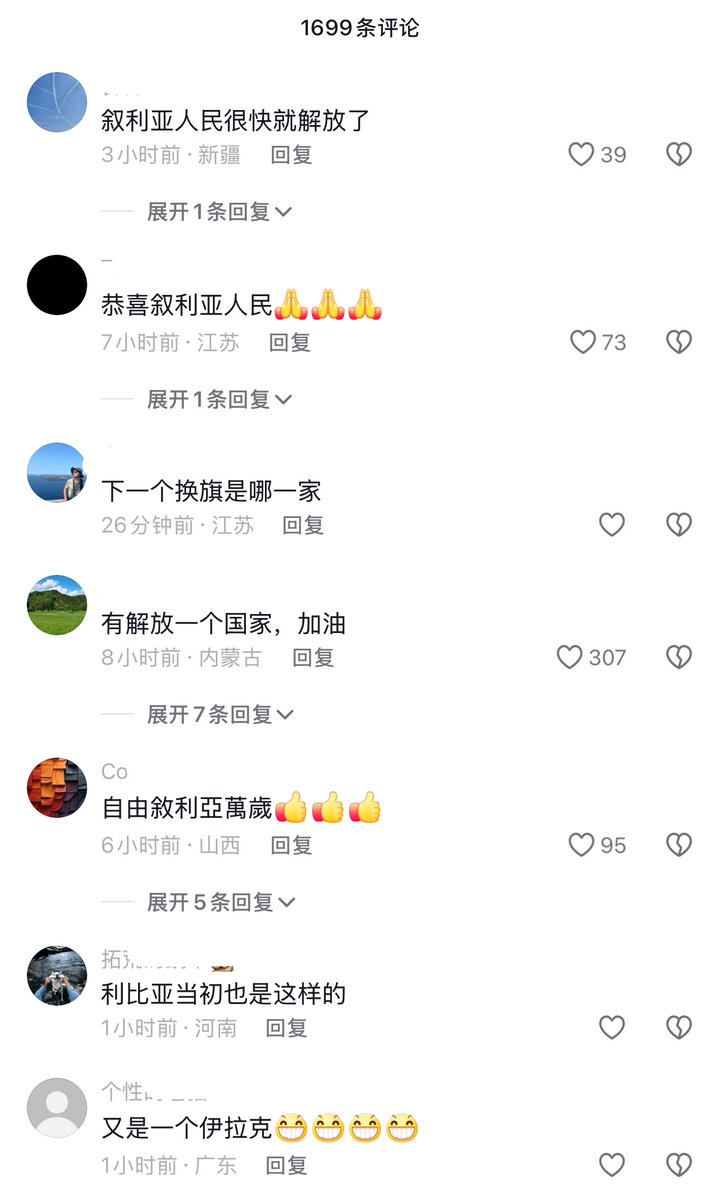 1699条评论
叙利亚人民很快就解放了
3小时前·新疆 回复
39
展开1条回复
恭喜叙利亚人民🙏🙏🙏
7小时前·江苏 回复
73
展开1条回复
下一个换旗是哪一家
26分钟前·江苏 回复
有解放一个国家，加油
8小时前·内蒙古 回复
307
展开7条回复
Co
自由敘利亞萬歲👍👍👍
6小时前·山西 回复
95
展开5条回复
拓
利比亚当初也是这样的
1小时前·河南 回复
个性
又是一个伊拉克😁😁😁😁
1小时前·广东 回复